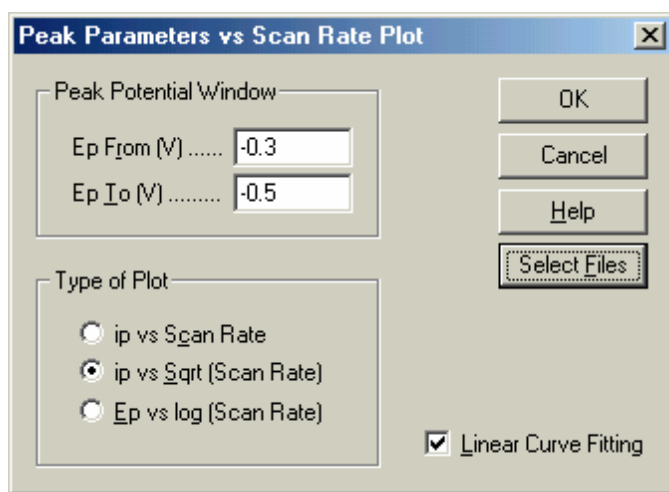 Peak Parameters vs Scan Rate Plot
Peak Potential Window
Ep From (V) ...... -0.3
Ep To (V) ......... -0.5
OK
Cancel
Help
Select Files
Type of Plot
ip vs Scan Rate
ip vs Sqrt (Scan Rate)
Ep vs log (Scan Rate)
Linear Curve Fitting